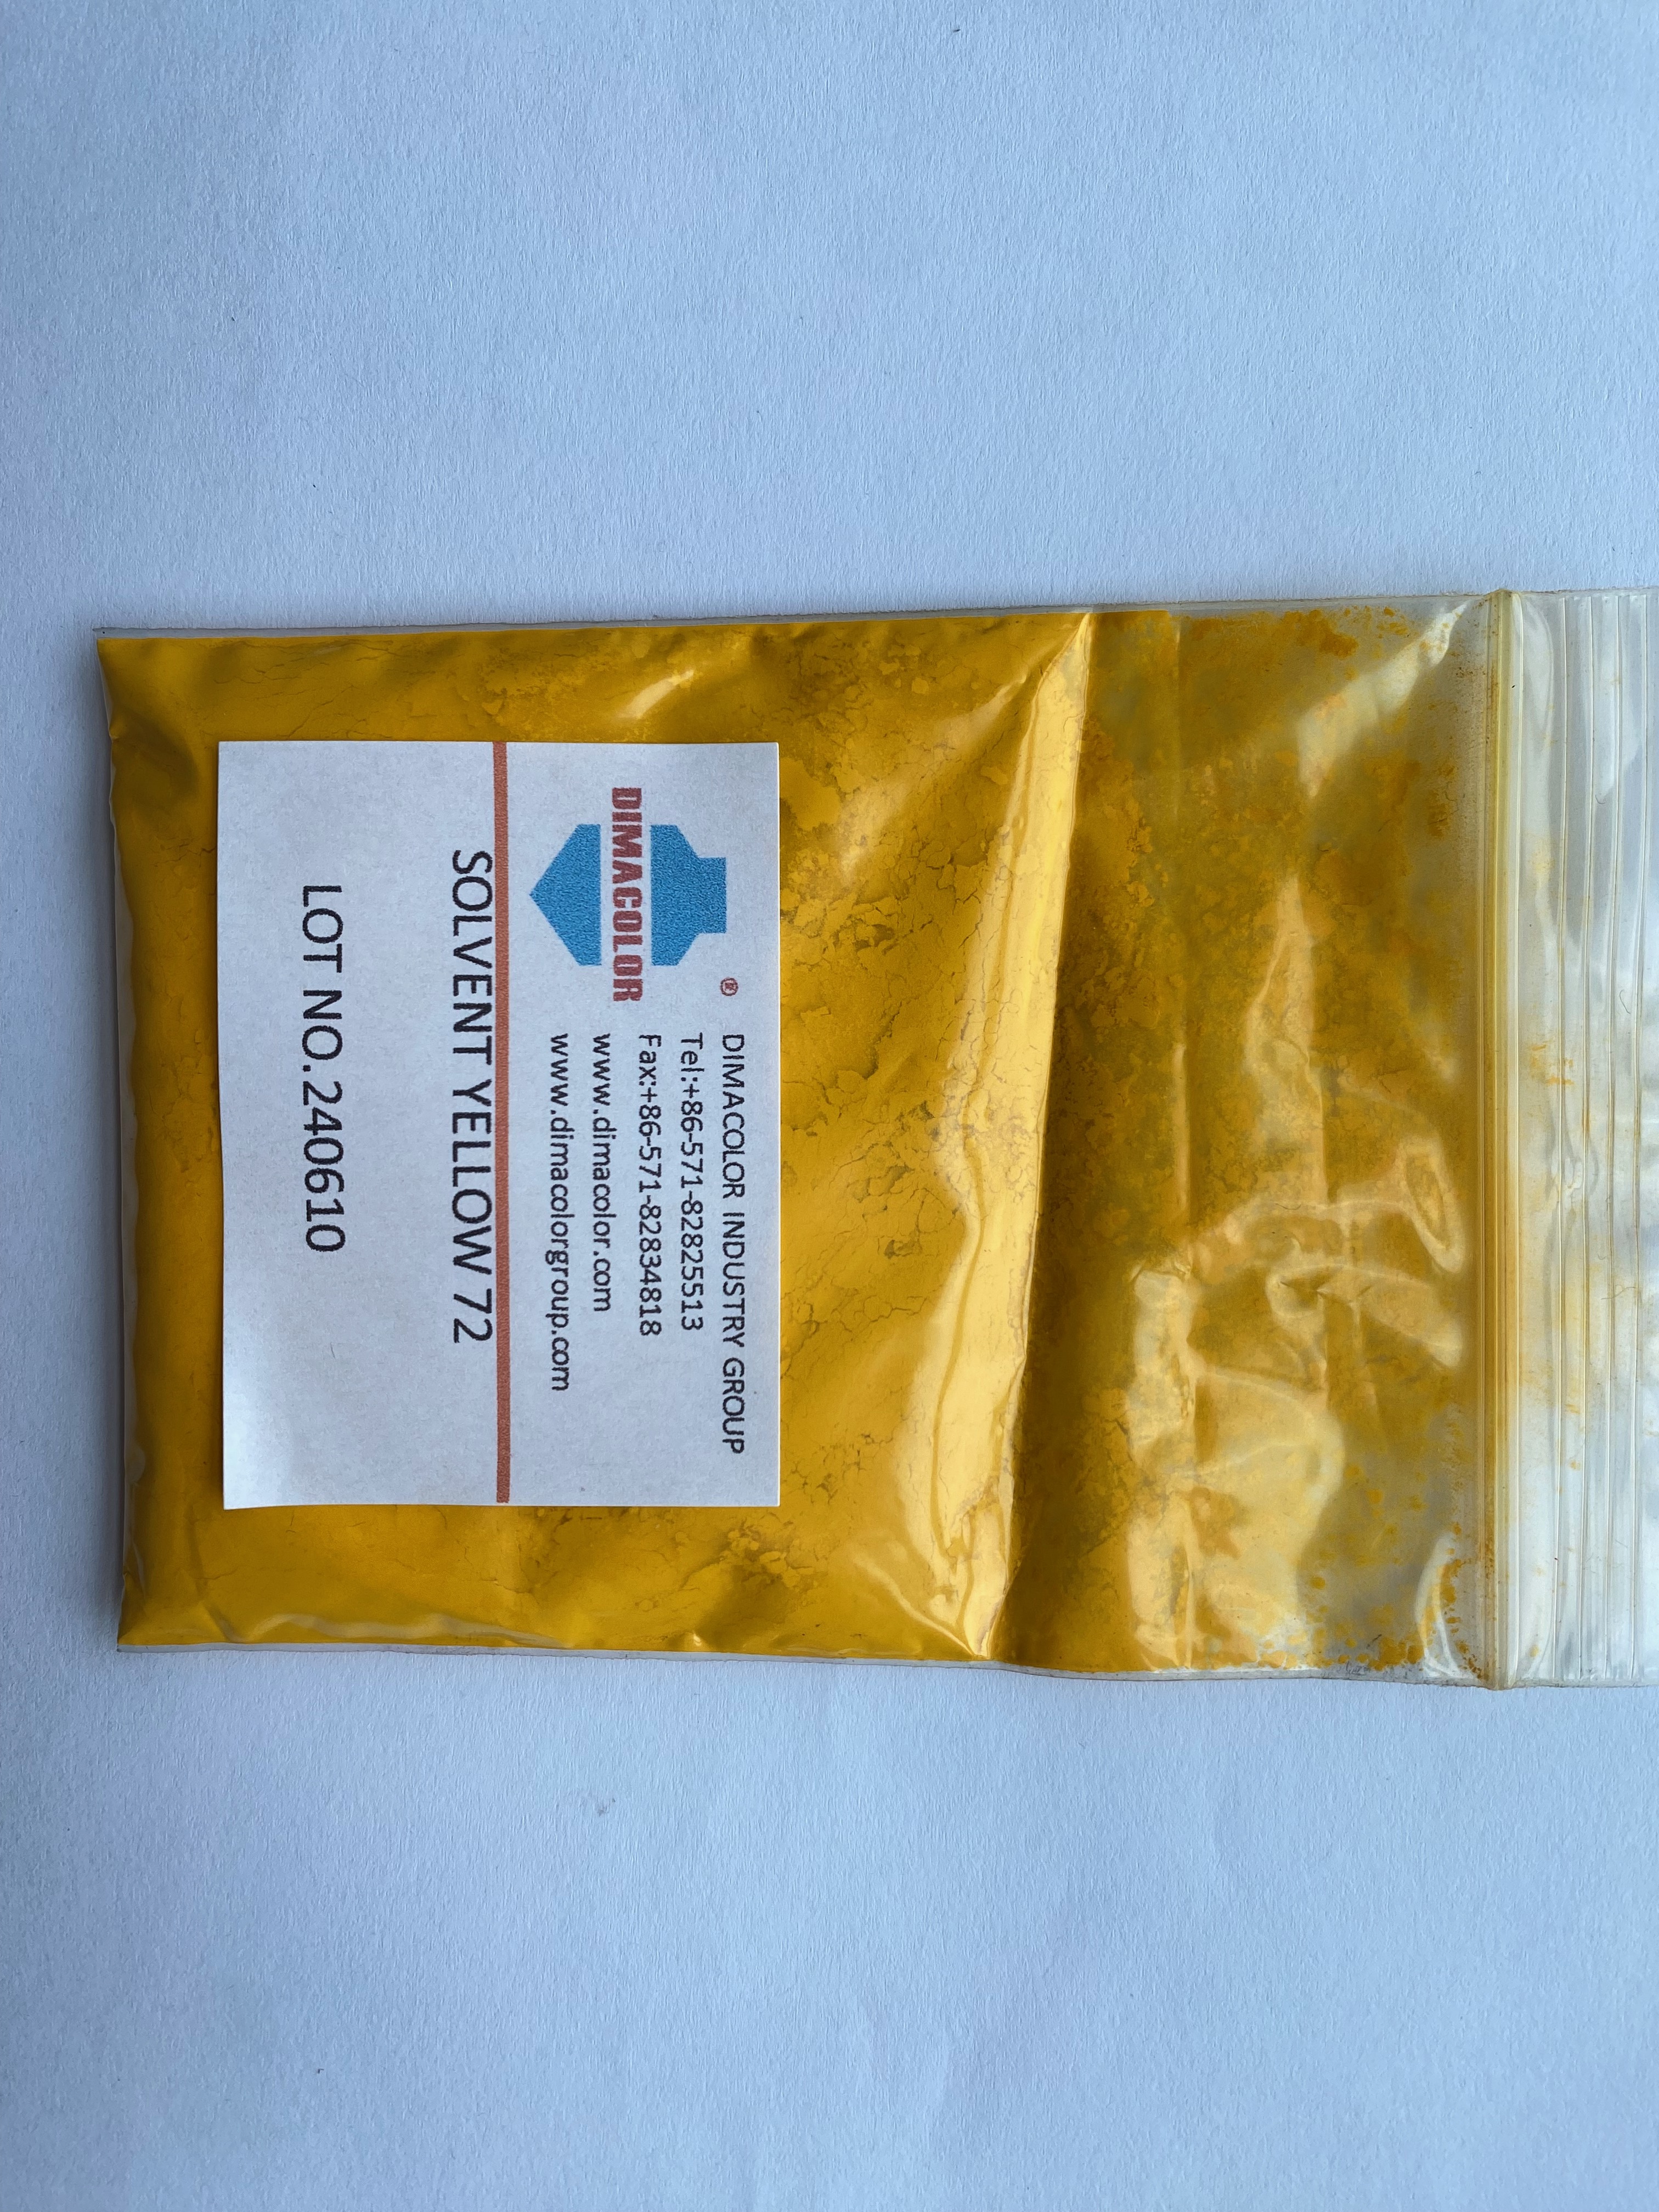 DIMACOLOR ®
DIMACOLOR INDUSTRY GROUP
Tel:+86-571-82825513
Fax:+86-571-82834818
www.dimacolor.com
www.dimacolorgroup.com
SOLVENT YELLOW 72
LOT NO.240610